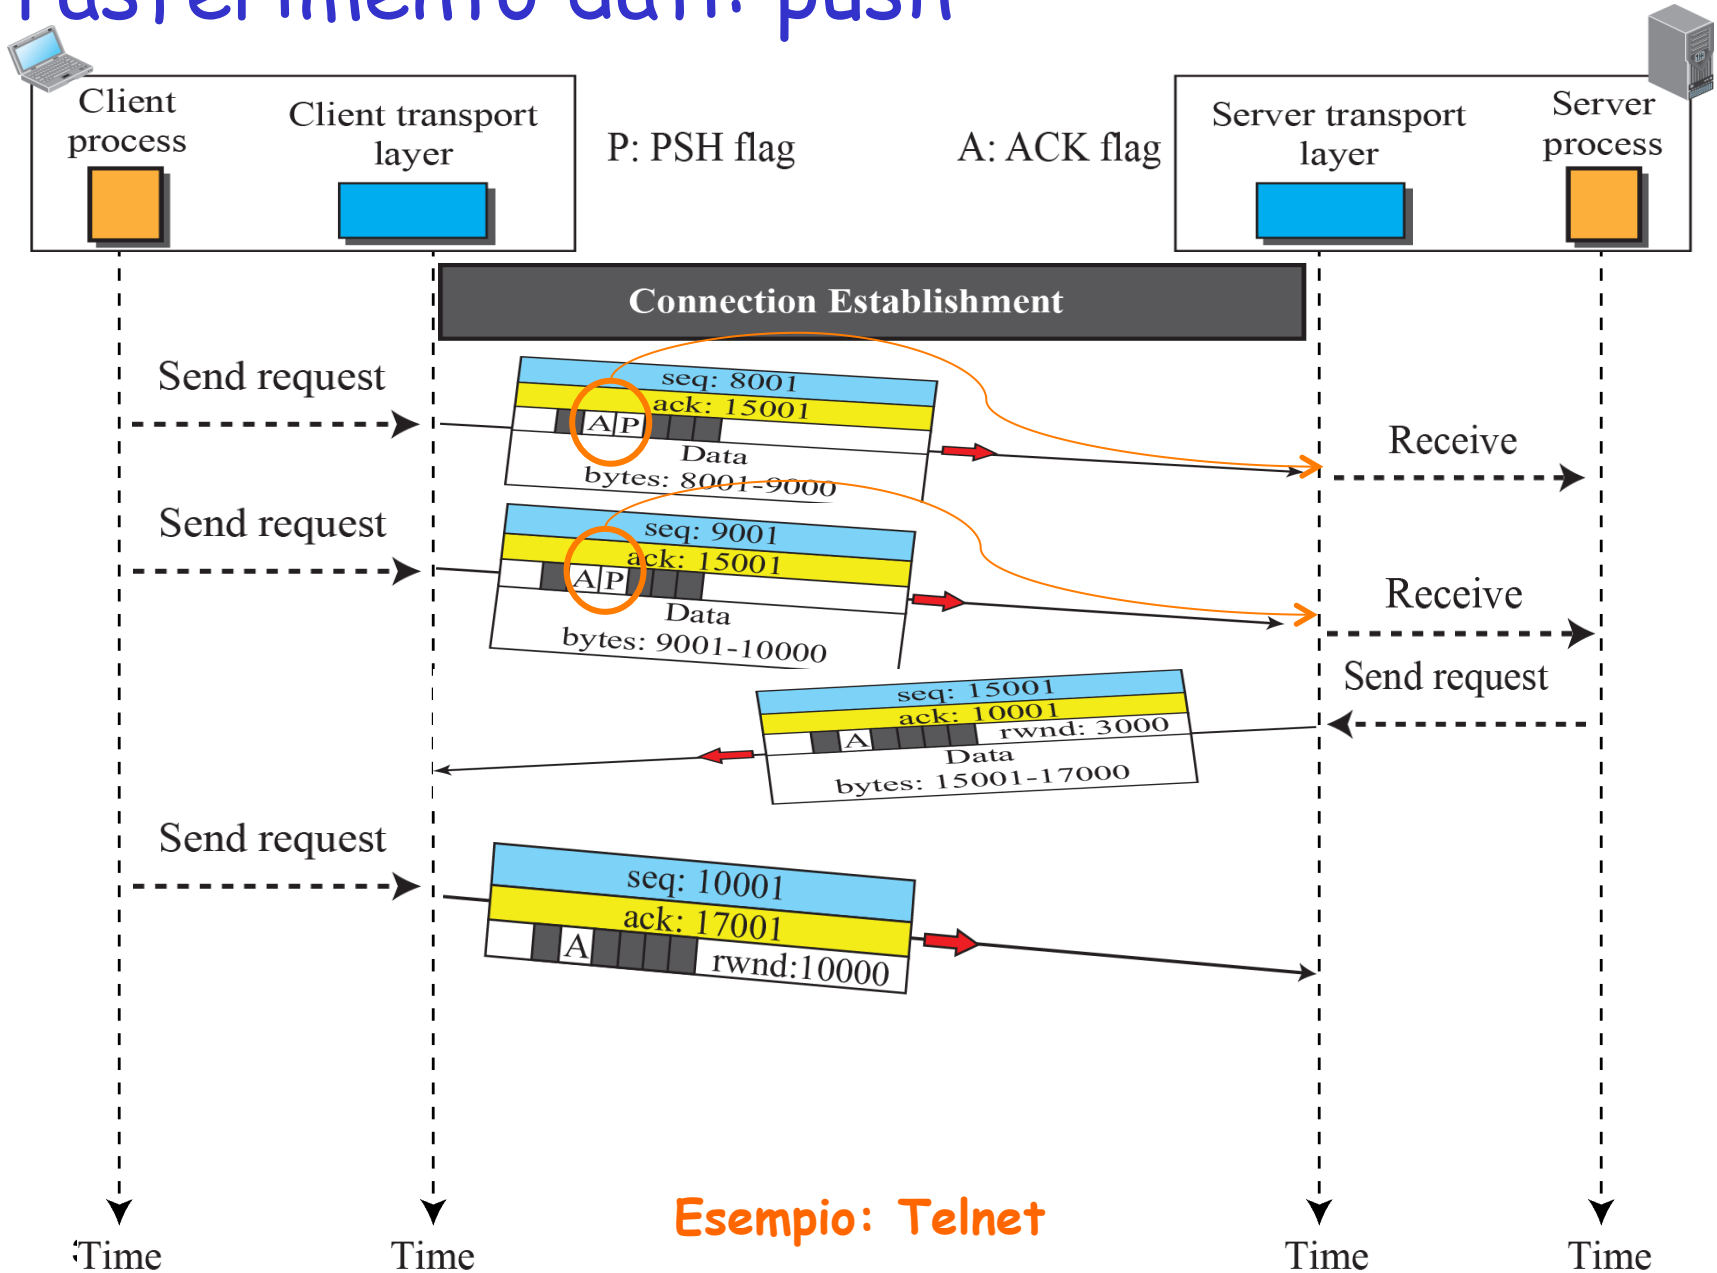 dati: push
Client
process
Client transport
layer
P: PSH flag
A: ACK flag
Server transport
layer
Server
process
Connection Establishment
Send request
seq: 8001
ack: 15001
A P
Data
bytes: 8001-9000
Receive
Send request
seq: 9001
ack: 15001
A P
Data
bytes: 9001-10000
Receive
Send request
seq: 15001
ack: 10001
A
rwnd: 3000
Data
bytes: 15001-17000
Send request
seq: 10001
ack: 17001
A
rwnd:10000
Esempio: Telnet
Time
Time
Time
Time